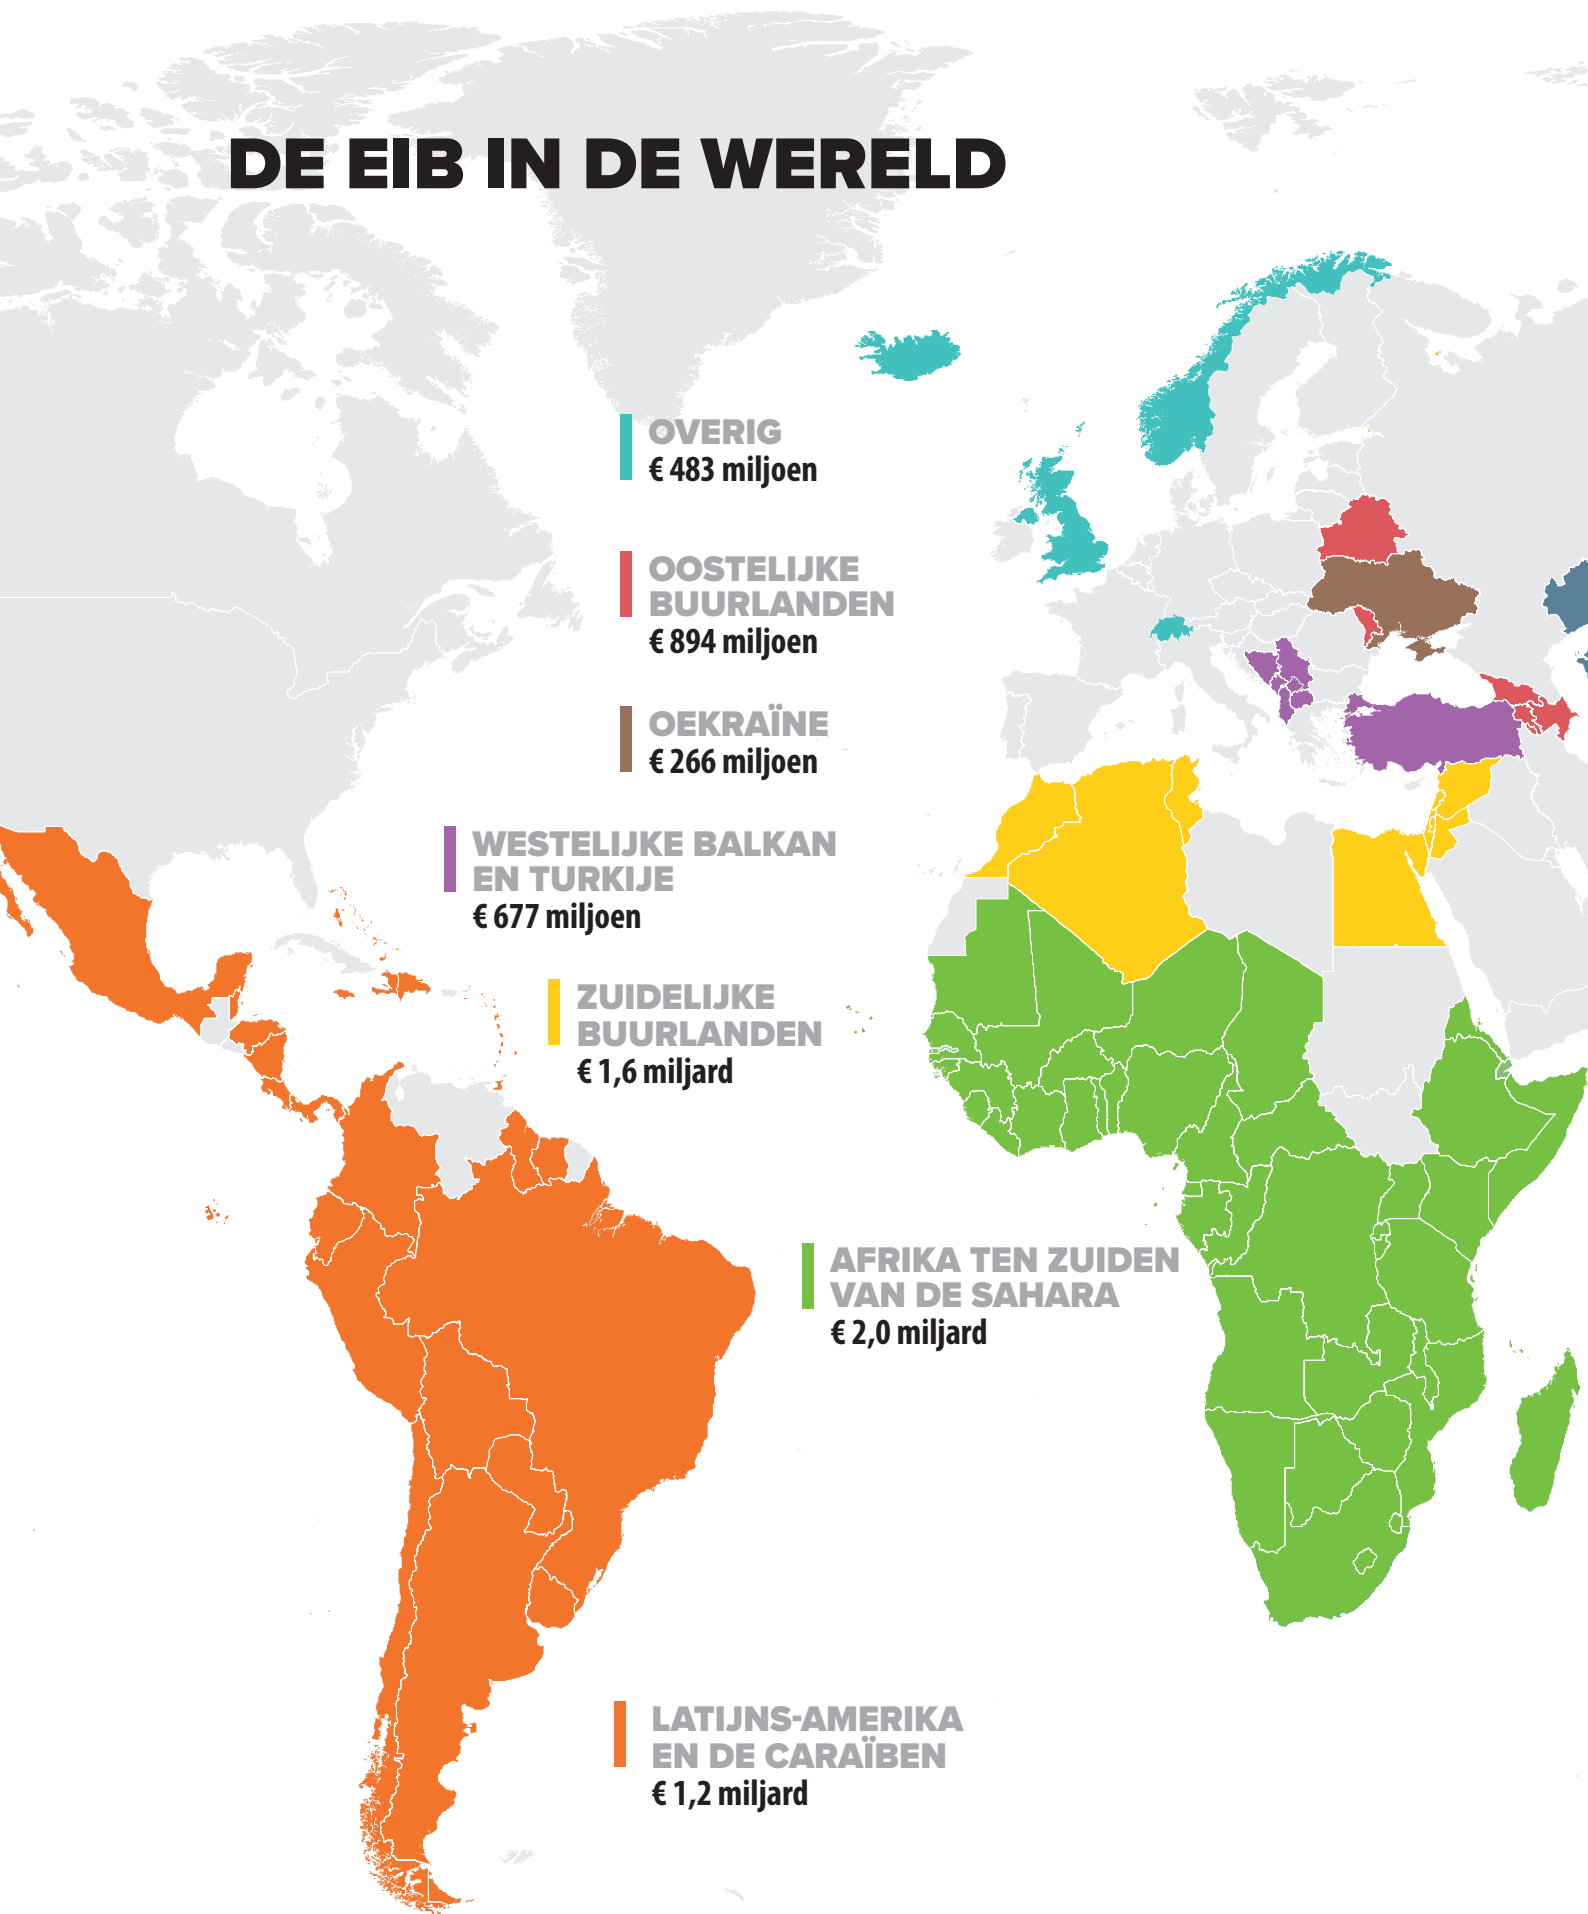 DE EIB IN DE WERELD
OVERIG
€ 483 miljoen
OOSTELIJKE
BUURLANDEN
€ 894 miljoen
OEKRAÏNE
€ 266 miljoen
WESTELIJKE BALKAN
EN TURKIJE
€ 677 miljoen
ZUIDELIJKE
BUURLANDEN
€ 1,6 miljard
AFRIKA TEN ZUIDEN
VAN DE SAHARA
€ 2,0 miljard
LATIJNS-AMERIKA
EN DE CARAÏBEN
€ 1,2 miljard